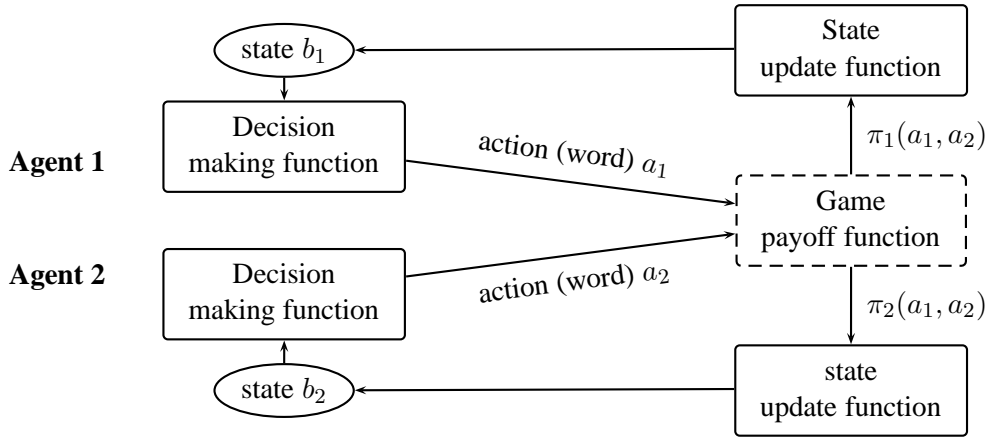 state b₁
State
update function
Decision
making function
action (word) a₁
π₁(a₁, a₂)
Agent 1
Game
payoff function
Agent 2
Decision
making function
action (word) a₂
π₂(a₁, a₂)
state b₂
state
update function